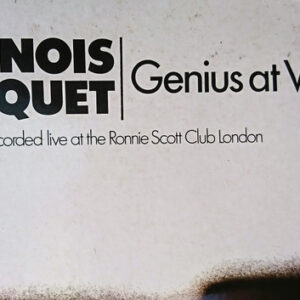 NOIS
QUET
Genius at
corded live at the Ronnie Scott Club London